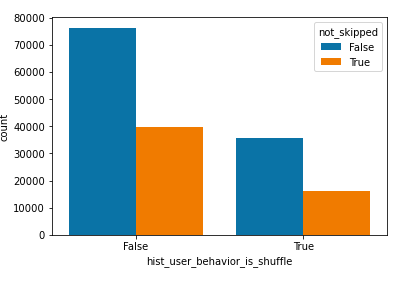 80000
70000
60000
50000
40000
30000
20000
10000
0
count
not_skipped
False
True
False True
hist_user_behavior_is_shuffle